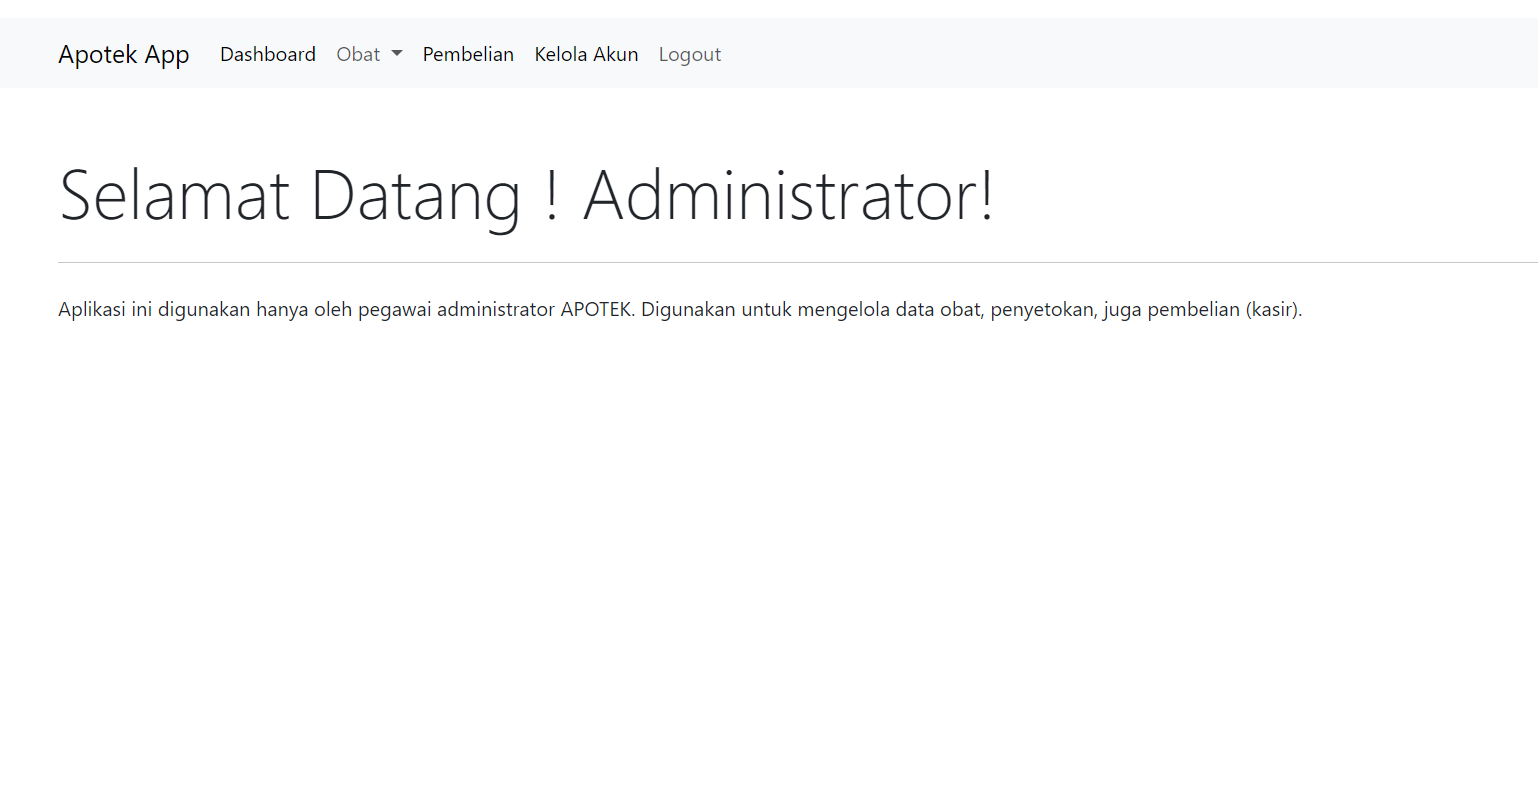 Apotek App Dashboard Obat Pembelian Kelola Akun Logout
Selamat Datang ! Administrator!
Aplikasi ini digunakan hanya oleh pegawai administrator APOTEK. Digunakan untuk mengelola data obat, penyetokan, juga pembelian (kasir).